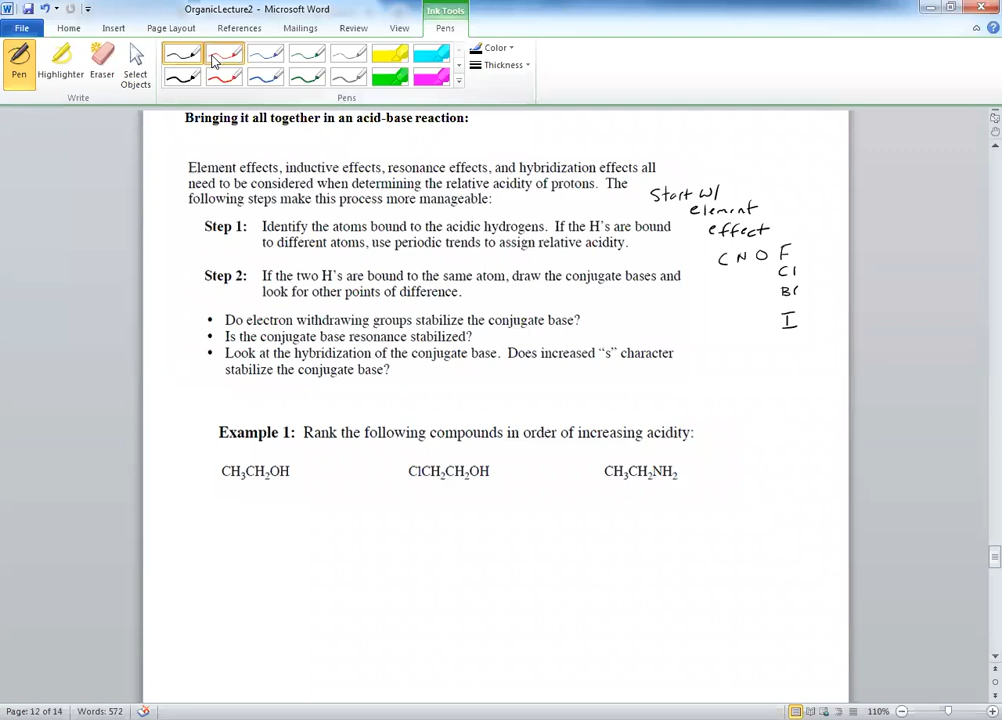 OrganicLecture2 - Microsoft Word
Ink Tools
File Home Insert Page Layout References Mailings Review View Pens
Pen Highlighter Eraser Select Objects
Color
Thickness
Write
Pens
Bringing it all together in an acid-base reaction:
Element effects, inductive effects, resonance effects, and hybridization effects all
need to be considered when determining the relative acidity of protons. The
following steps make this process more manageable:
Start w/
element
effect
C N O F
Cl
Br
I
Step 1: Identify the atoms bound to the acidic hydrogens. If the H's are bound
to different atoms, use periodic trends to assign relative acidity.
Step 2: If the two H's are bound to the same atom, draw the conjugate bases and
look for other points of difference.
• Do electron withdrawing groups stabilize the conjugate base?
• Is the conjugate base resonance stabilized?
• Look at the hybridization of the conjugate base. Does increased “s” character
stabilize the conjugate base?
Example 1: Rank the following compounds in order of increasing acidity:
CH3CH2OH ClCH2CH2OH CH3CH2NH2
Page: 12 of 14 Words: 572 110%